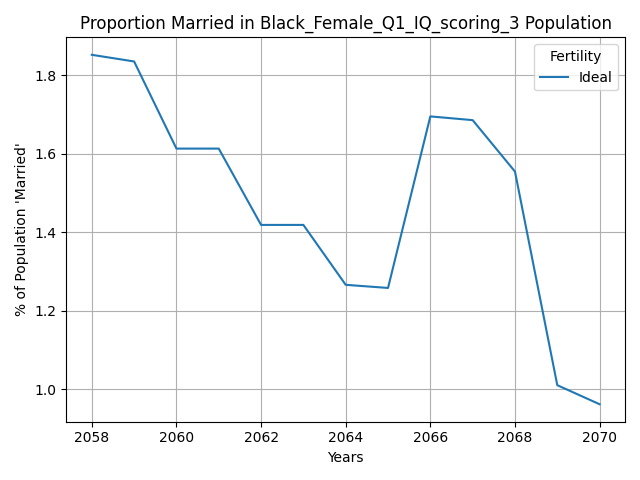 Proportion Married in Black_Female_Q1_IQ_scoring_3 Population
Fertility
Ideal
% of Population 'Married'
1.8
1.6
1.4
1.2
1.0
2058 2060 2062 2064 2066 2068 2070
Years